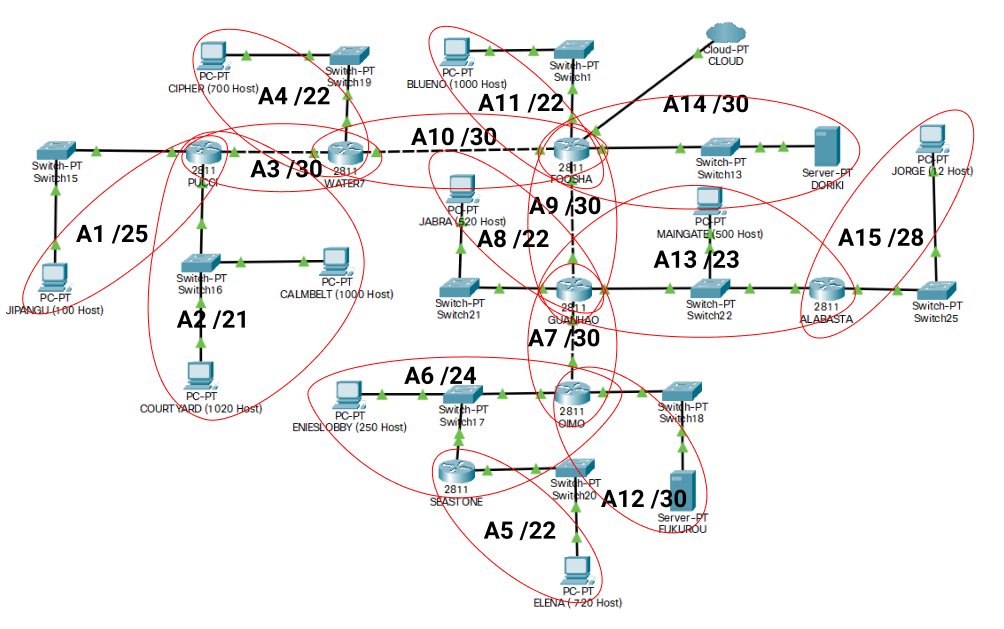 Cloud-PT
CLOUD
PC-PT
CIPHER (700 Host)
Switch-PT
Switch19
A4 /22
PC-PT
BLUENO (1000 Host)
Switch-PT
Switch1
A11 /22
A14 /30
A10 /30
Switch-PT
Switch15
2811
PUCCI
A3 /30
2811
WATER7
2811
FOOSHA
Switch-PT
Switch13
Server-PT
DORIKI
PC-PT
JORGE (12 Host)
A1 /25
PC-PT
JABRA (520 Host)
A8 /22
A9 /30
PC-PT
MAINGATE (500 Host)
A13 /23
A15 /28
Switch-PT
Switch16
PC-PT
CALMBELT (1000 Host)
PC-PT
JIPANGU (100 Host)
A2 /21
Switch-PT
Switch21
2811
GUANHAO
Switch-PT
Switch22
2811
ALABASTA
Switch-PT
Switch25
A7 /30
PC-PT
COURTYARD (1020 Host)
A6 /24
PC-PT
ENIESLOBBY (250 Host)
Switch-PT
Switch17
2811
OIMO
Switch-PT
Switch18
2811
SEASTONE
Switch-PT
Switch20
A12 /30
Server-PT
FUKUROU
A5 /22
PC-PT
ELENA ( 720 Host)